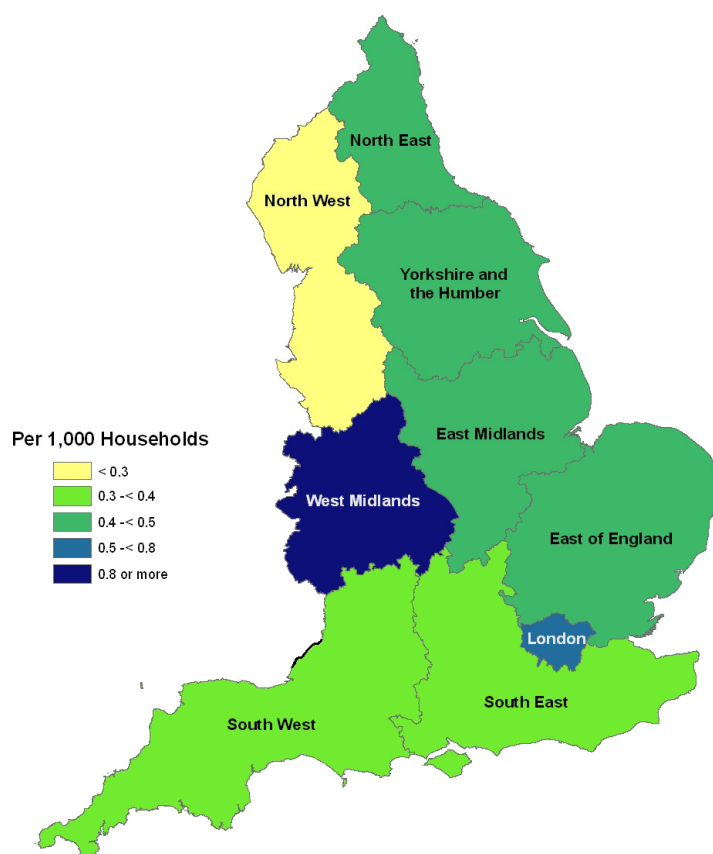 North East
North West
Yorkshire and
the Humber
Per 1,000 Households
< 0.3
0.3 -< 0.4
0.4 -< 0.5
0.5 -< 0.8
0.8 or more
East Midlands
West Midlands
East of England
London
South East
South West